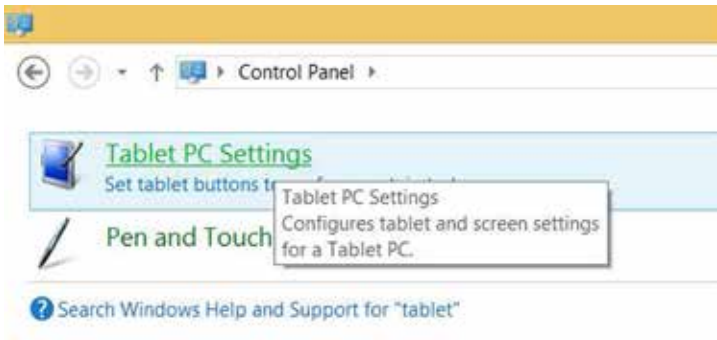 Control Panel
Tablet PC Settings
Set tablet buttons
Tablet PC Settings
Configures tablet and screen settings
for a Tablet PC.
Pen and Touch
Search Windows Help and Support for "tablet"